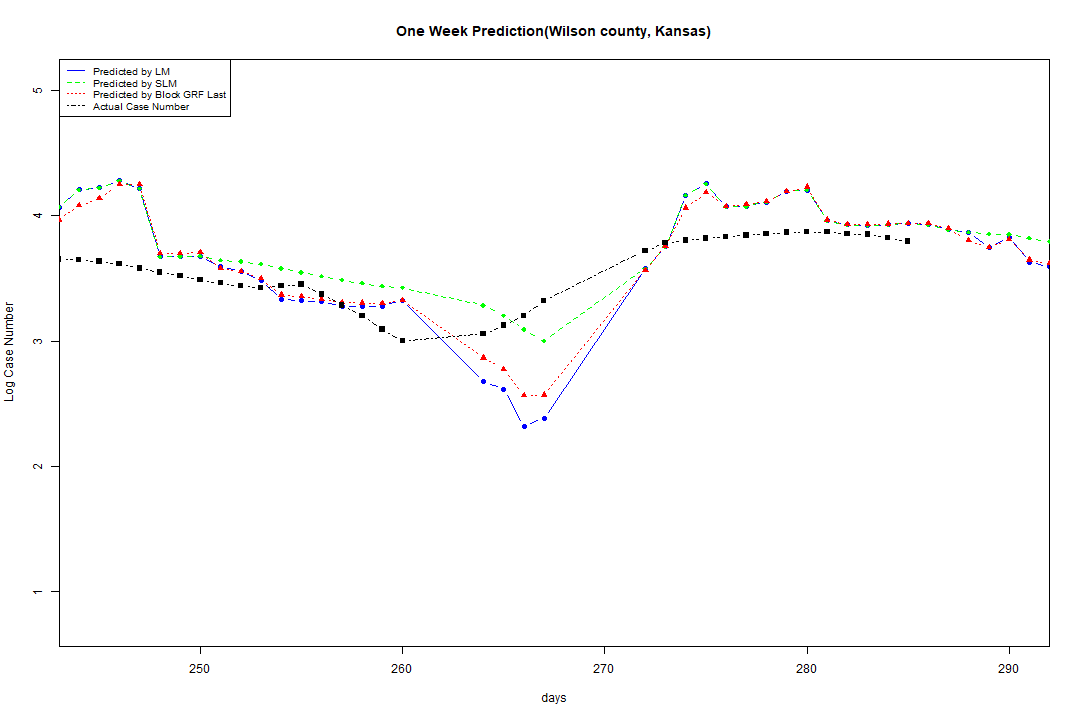 One Week Prediction(Wilson county, Kansas)
Predicted by LM
Predicted by SLM
Predicted by Block GRF Last
Actual Case Number
5
4
3
2
1
Log Case Number
250 260 270 280 290
days